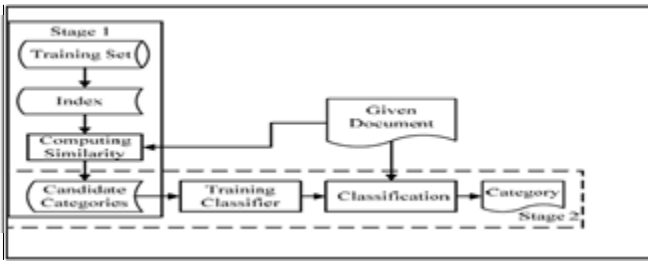 Stage 1
Training Set
Index
Given
Document
Computing
Similarity
Candidate
Categories
Training
Classifier
Classification
Category
Stage 2